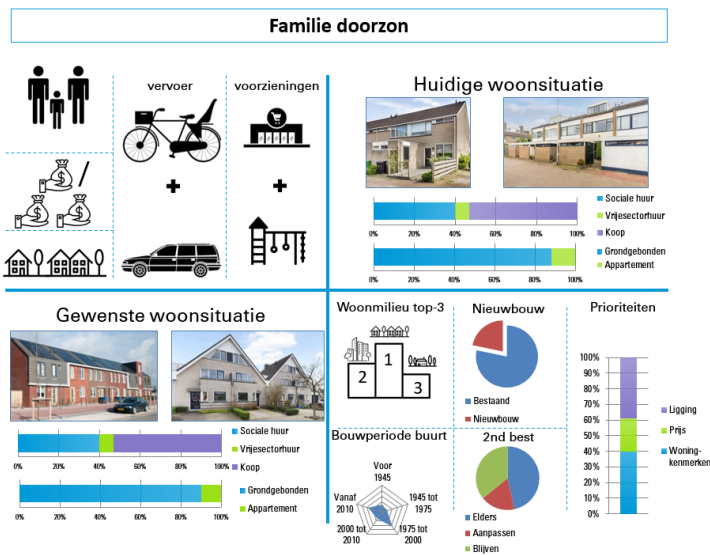 Familie doorzon
vervoer
voorzieningen
Huidige woonsituatie
Sociale huur
Vrijesectorhuur
Koop
0% 20% 40% 60% 80% 100%
Grondgebonden
Appartement
0% 20% 40% 60% 80% 100%
Gewenste woonsituatie
Sociale huur
Vrijesectorhuur
Koop
0% 20% 40% 60% 80% 100%
Grondgebonden
Appartement
0% 20% 40% 60% 80% 100%
Woonmilieu top-3
1
2
3
Nieuwbouw
Bestaand
Nieuwbouw
Bouwperiode buurt
Voor
1945
1945 tot
1975
1975 tot
2000
2000 tot
2010
Vanaf
2010
2nd best
Elders
Aanpassen
Blijven
Prioriteiten
100%
90%
80%
70%
60%
50%
40%
30%
20%
10%
0%
Ligging
Prijs
Woning-
kenmerken